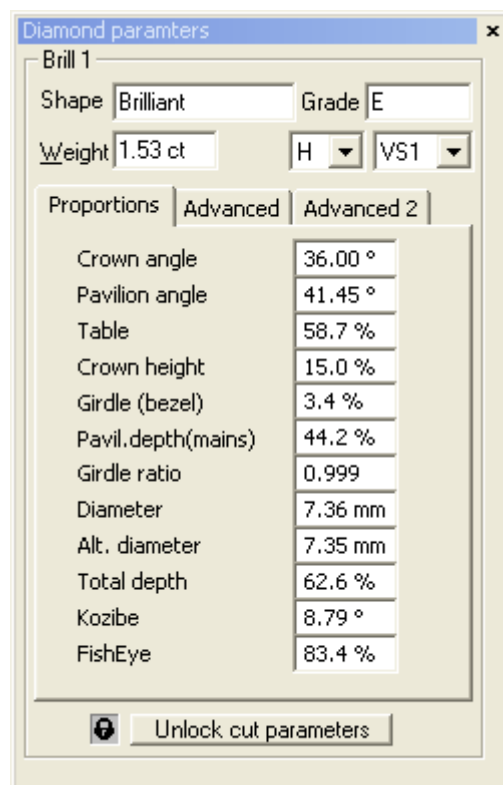 Diamond paramters
Brill 1
Shape Brilliant Grade E
Weight 1.53 ct H VS1
Proportions Advanced Advanced 2
Crown angle 36.00 °
Pavilion angle 41.45 °
Table 58.7 %
Crown height 15.0 %
Girdle (bezel) 3.4 %
Pavil.depth(mains) 44.2 %
Girdle ratio 0.999
Diameter 7.36 mm
Alt. diameter 7.35 mm
Total depth 62.6 %
Kozibe 8.79 °
FishEye 83.4 %
Unlock cut parameters